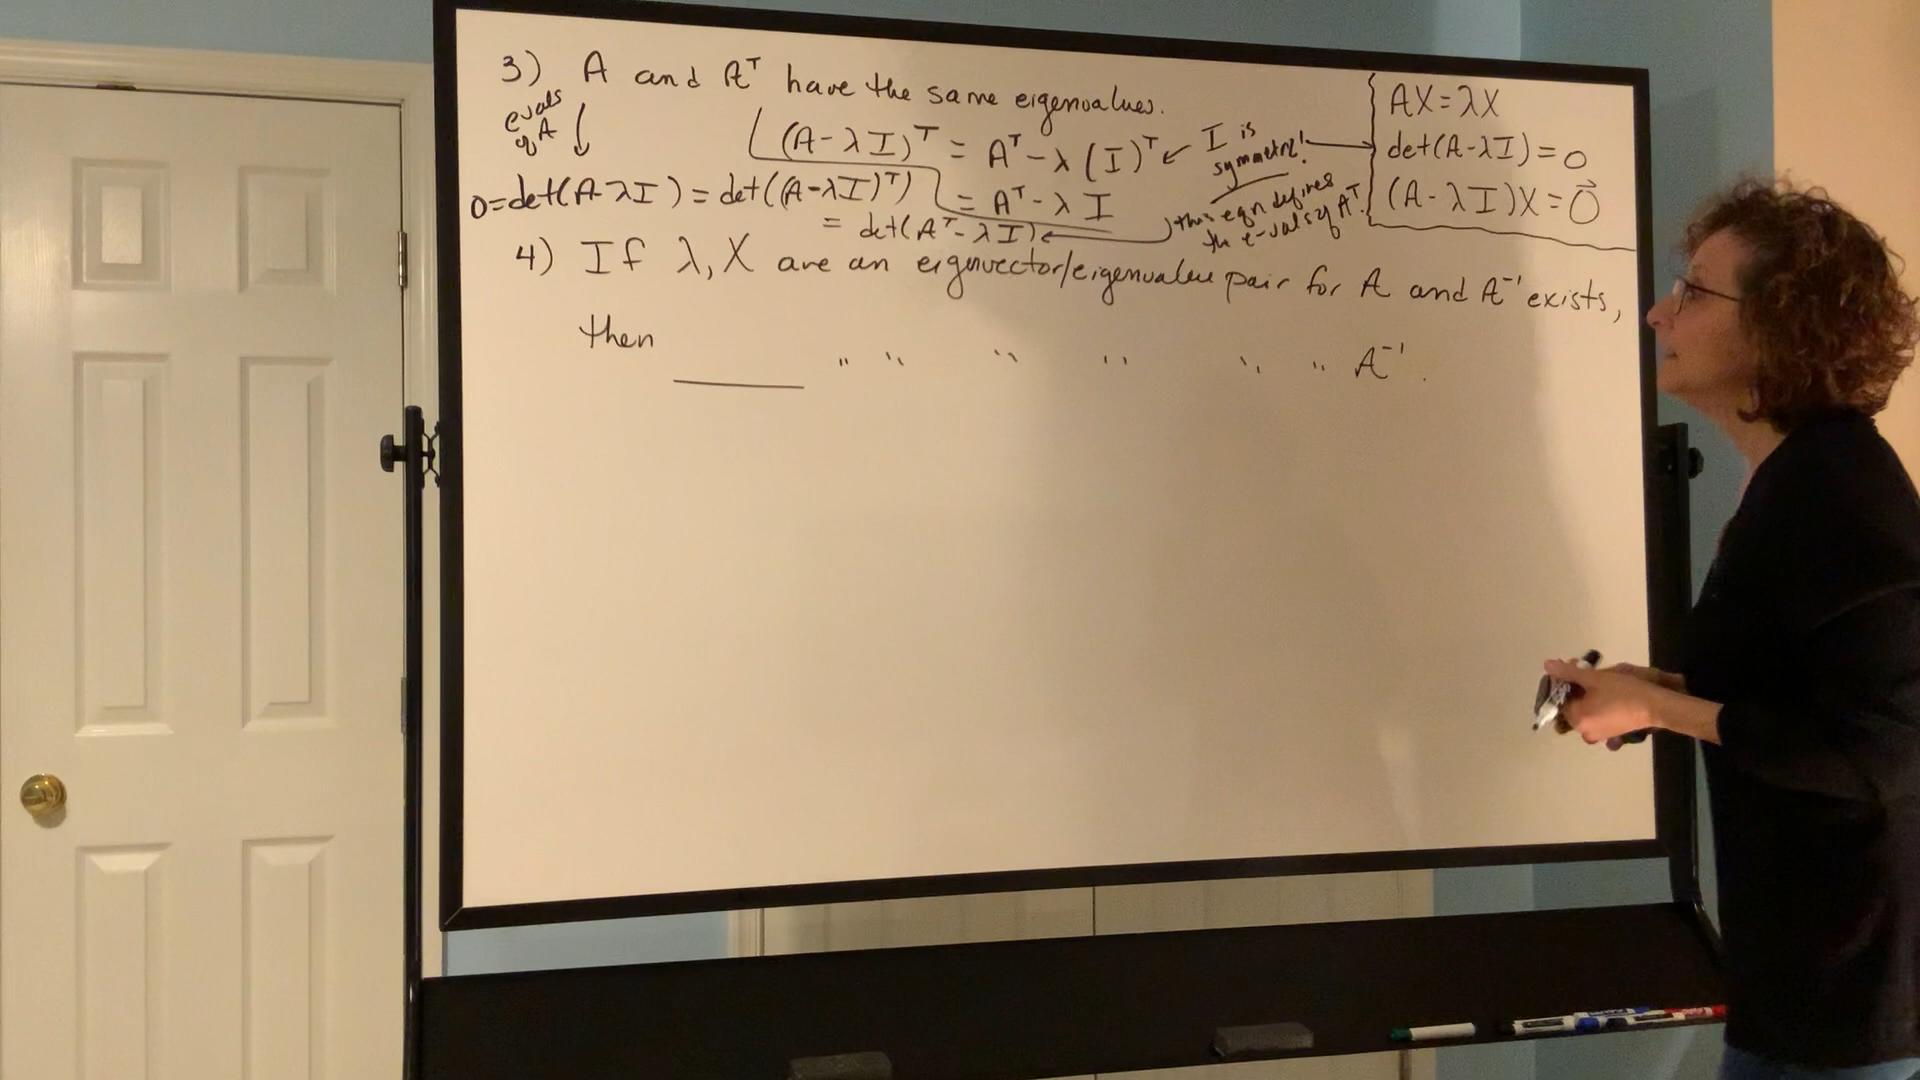 3) A and Aᵀ have the same eigenvalues.
evals
of A
(A-λI)ᵀ = Aᵀ-λ(I)ᵀ ← I is
symmetric!
0=det(A-λI) = det((A-λI)ᵀ) = Aᵀ-λI
= det(Aᵀ-λI) ←
this eqn defines
the e-vals of Aᵀ.
AX=λX
det(A-λI)=0
(A-λI)X=0⃗
4) If λ, X are an eigenvector/eigenvalue pair for A and A⁻¹ exists,
then ______ " " " " " " A⁻¹.